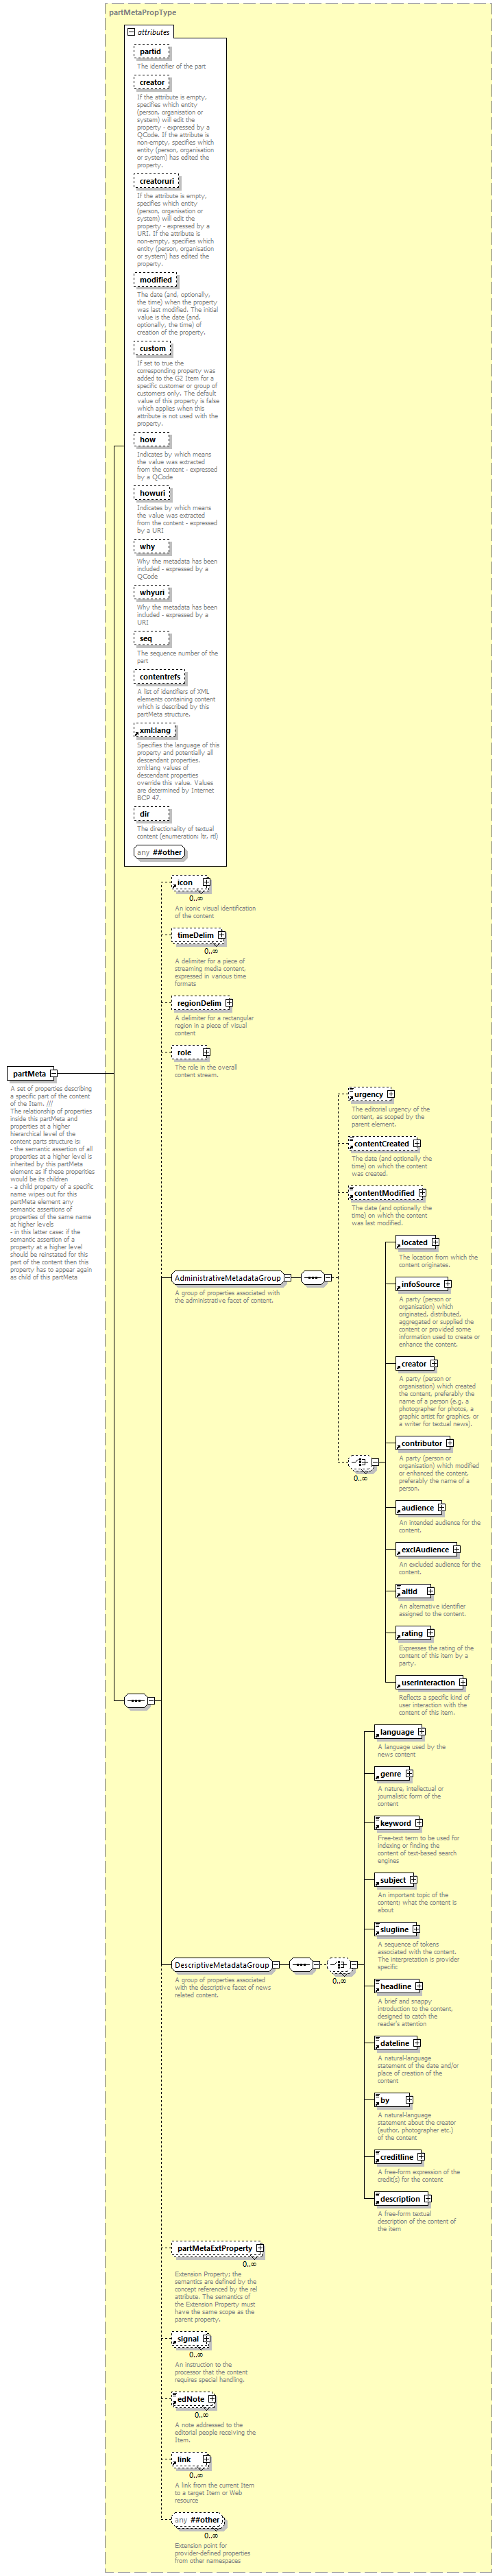 partMetaPropType
attributes
partid
The identifier of the part
creator
If the attribute is empty,
specifies which entity
(person, organisation or
system) will edit the
property - expressed by a
QCode. If the attribute is
non-empty, specifies which
entity (person, organisation
or system) has edited the
property.
creatoruri
If the attribute is empty,
specifies which entity
(person, organisation or
system) will edit the
property - expressed by a
URI. If the attribute is
non-empty, specifies which
entity (person, organisation
or system) has edited the
property.
modified
The date (and, optionally,
the time) when the property
was last modified. The initial
value is the date (and,
optionally, the time) of
creation of the property.
custom
If set to true the
corresponding property was
added to the G2 Item for a
specific customer or group of
customers only. The default
value of this property is false
which applies when this
attribute is not used with the
property.
how
Indicates by which means
the value was extracted
from the content - expressed
by a QCode
howuri
Indicates by which means
the value was extracted
from the content - expressed
by a URI
why
Why the metadata has been
included - expressed by a
QCode
whyuri
Why the metadata has been
included - expressed by a
URI
seq
The sequence number of the
part
contentrefs
A list of identifiers of XML
elements containing content
which is described by this
partMeta structure.
xml:lang
Specifies the language of this
property and potentially all
descendant properties.
xml:lang values of
descendant properties
override this value. Values
are determined by Internet
BCP 47.
dir
The directionality of textual
content (enumeration: ltr, rtl)
any ##other
icon
0..∞
An iconic visual identification
of the content
timeDelim
0..∞
A delimiter for a piece of
streaming media content,
expressed in various time
formats
regionDelim
A delimiter for a rectangular
region in a piece of visual
content
role
The role in the overall
content stream.
partMeta
A set of properties describing
a specific part of the content
of the Item. ///
The relationship of properties
inside this partMeta and
properties at a higher
hierarchical level of the
content parts structure is:
- the semantic assertion of all
properties at a higher level is
inherited by this partMeta
element as if these properities
would be its children
- a child property of a specific
name wipes out for this
partMeta element any
semantic assertions of
properties of the same name
at higher levels
- in this latter case: if the
semantic assertion of a
property at a higher level
should be reinstated for this
part of the content then this
property has to appear again
as child of this partMeta
urgency
The editorial urgency of the
content, as scoped by the
parent element.
contentCreated
The date (and optionally the
time) on which the content
was created.
contentModified
The date (and optionally the
time) on which the content
was last modified.
AdministrativeMetadataGroup
A group of properties associated with
the administrative facet of content.
located
The location from which the
content originates.
infoSource
A party (person or
organisation) which
originated, distributed,
aggregated or supplied the
content or provided some
information used to create or
enhance the content.
creator
A party (person or
organisation) which created
the content, preferably the
name of a person (e.g. a
photographer for photos, a
graphic artist for graphics, or
a writer for textual news).
contributor
A party (person or
organisation) which modified
or enhanced the content,
preferably the name of a
person.
0..∞
audience
An intended audience for the
content.
exclAudience
An excluded audience for the
content.
altId
An alternative identifier
assigned to the content.
rating
Expresses the rating of the
content of this item by a
party.
userInteraction
Reflects a specific kind of
user interaction with the
content of this item.
language
A language used by the
news content
genre
A nature, intellectual or
journalistic form of the
content
keyword
Free-text term to be used for
indexing or finding the
content of text-based search
engines
subject
An important topic of the
content; what the content is
about
slugline
A sequence of tokens
associated with the content.
The interpretation is provider
specific
DescriptiveMetadataGroup
0..∞
A group of properties associated
with the descriptive facet of news
related content.
headline
A brief and snappy
introduction to the content,
designed to catch the
reader's attention
dateline
A natural-language
statement of the date and/or
place of creation of the
content
by
A natural-language
statement about the creator
(author, photographer etc.)
of the content
creditline
A free-form expression of the
credit(s) for the content
description
A free-form textual
description of the content of
the item
partMetaExtProperty
0..∞
Extension Property; the
semantics are defined by the
concept referenced by the rel
attribute. The semantics of
the Extension Property must
have the same scope as the
parent property.
signal
0..∞
An instruction to the
processor that the content
requires special handling.
edNote
0..∞
A note addressed to the
editorial people receiving the
Item.
link
0..∞
A link from the current Item
to a target Item or Web
resource
any ##other
0..∞
Extension point for
provider-defined properties
from other namespaces